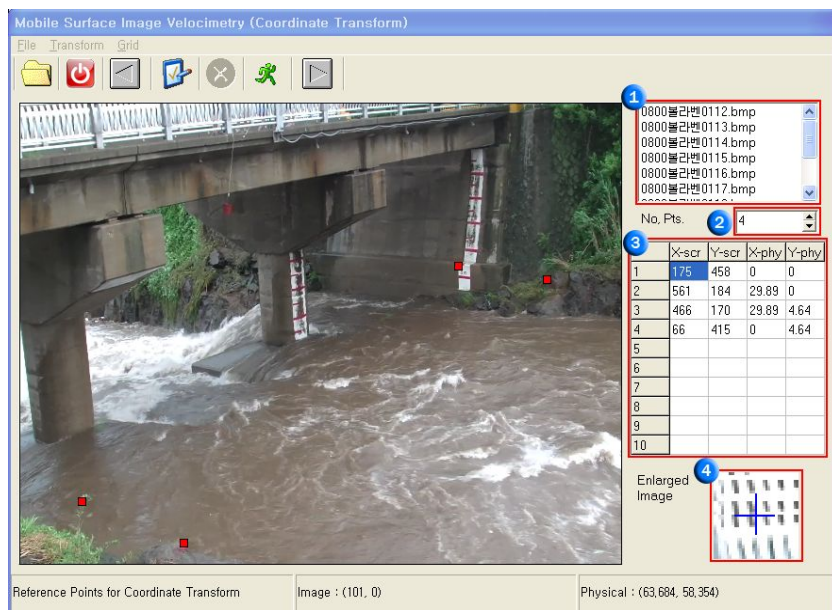 Mobile Surface Image Velocimetry (Coordinate Transform)
File Transform Grid
1
0800볼라벤0112.bmp
0800볼라벤0113.bmp
0800볼라벤0114.bmp
0800볼라벤0115.bmp
0800볼라벤0116.bmp
0800볼라벤0117.bmp
No, Pts. 2 4
3
X-scr Y-scr X-phy Y-phy
1 175 458 0 0
2 561 184 29.89 0
3 466 170 29.89 4.64
4 66 415 0 4.64
5
6
7
8
9
10
Enlarged
Image
4
Reference Points for Coordinate Transform Image : (101, 0) Physical : (63,684, 58,354)